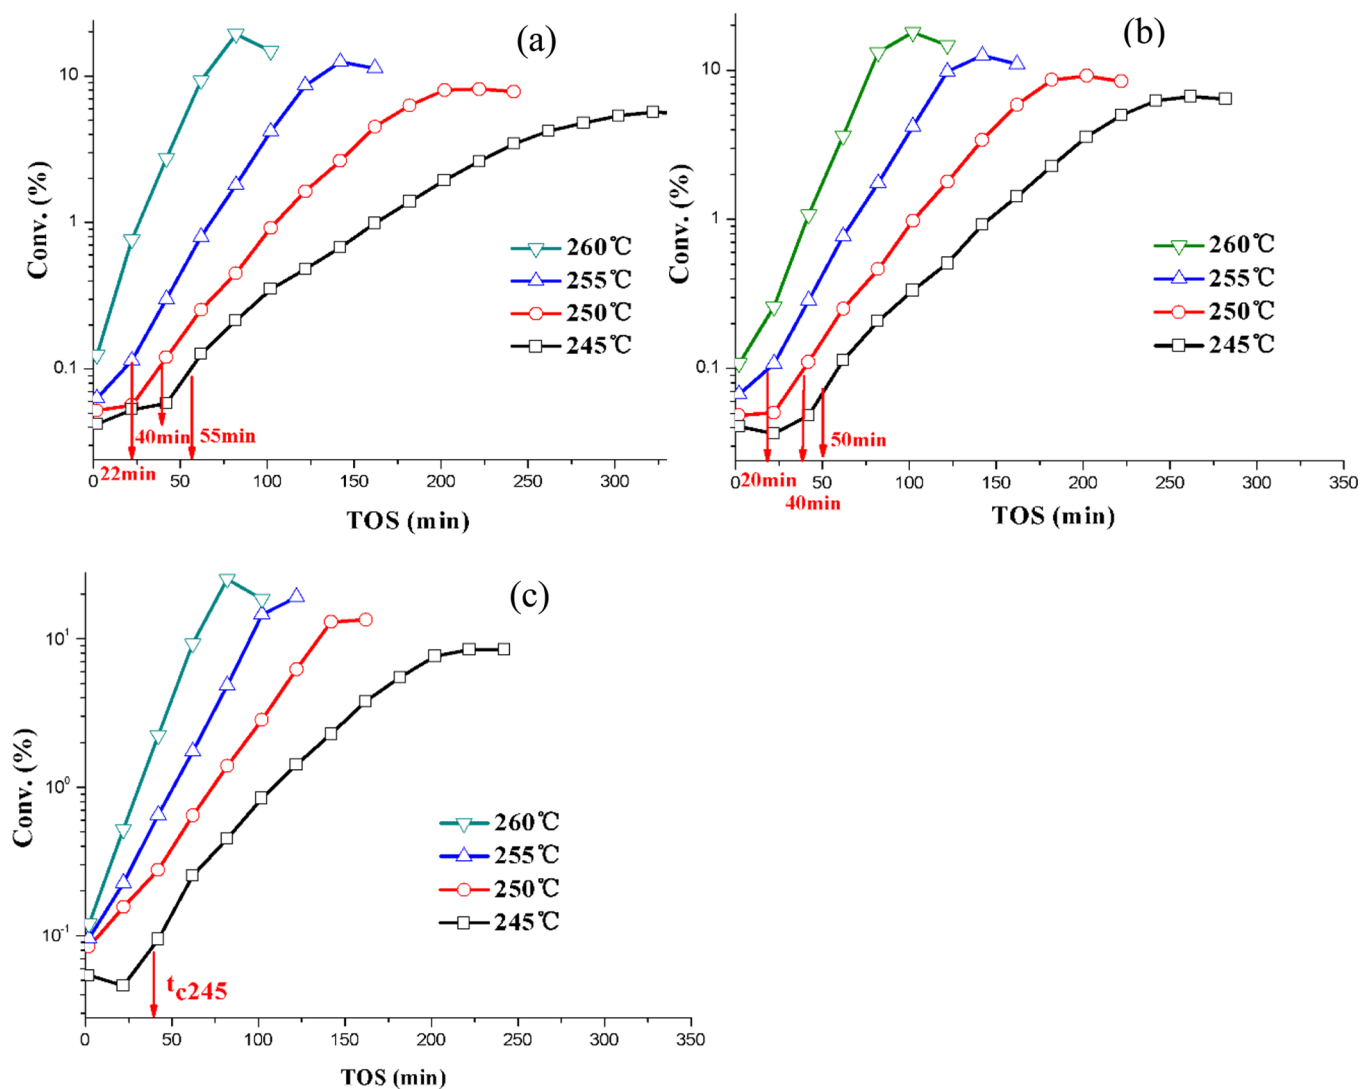 (a)
10
1
0.1
Conv. (%)
260℃
255℃
250℃
245℃
40min
55min
22min
0
50
100
150
200
250
300
TOS (min)
(b)
10
1
0.1
Conv. (%)
260℃
255℃
250℃
245℃
50min
20min
40min
0
50
100
150
200
250
300
350
TOS (min)
(c)
10¹
10⁰
10⁻¹
Conv. (%)
260℃
255℃
250℃
245℃
tc245
0
50
100
150
200
250
300
350
TOS (min)